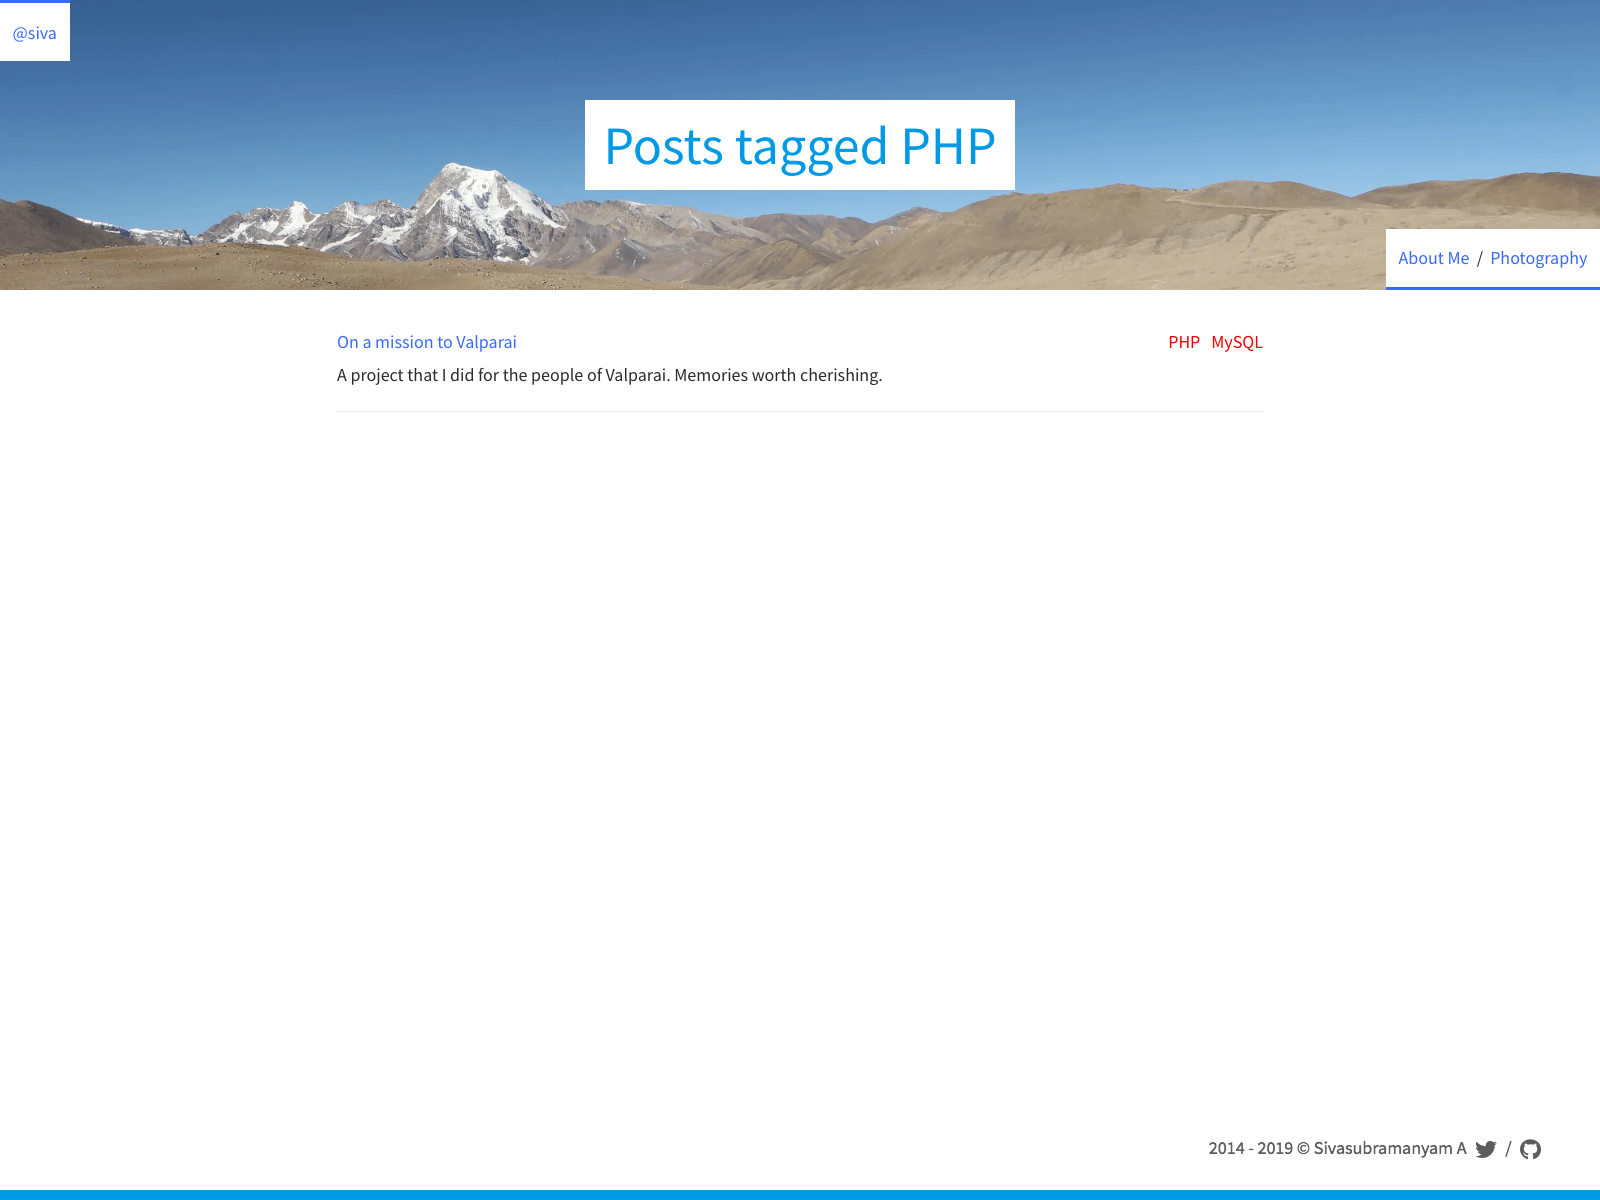 @siva
Posts tagged PHP
About Me / Photography
On a mission to Valparai PHP MySQL
A project that I did for the people of Valparai. Memories worth cherishing.
2014 - 2019 © Sivasubramanyam A /